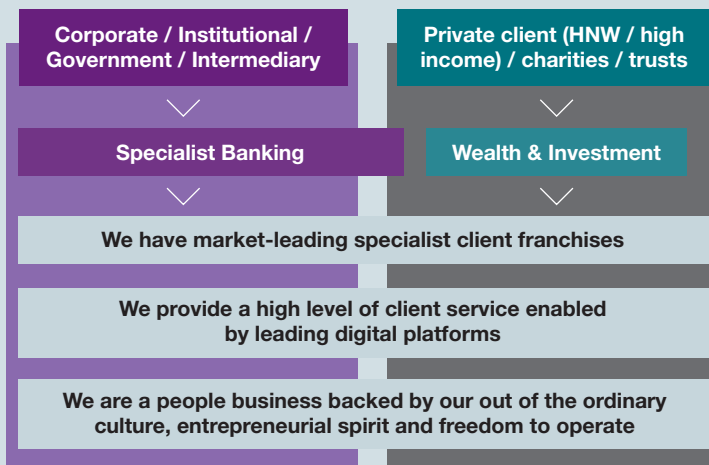 Corporate / Institutional /
Government / Intermediary
Private client (HNW / high
income) / charities / trusts
Specialist Banking
Wealth & Investment
We have market-leading specialist client franchises
We provide a high level of client service enabled
by leading digital platforms
We are a people business backed by our out of the ordinary
culture, entrepreneurial spirit and freedom to operate